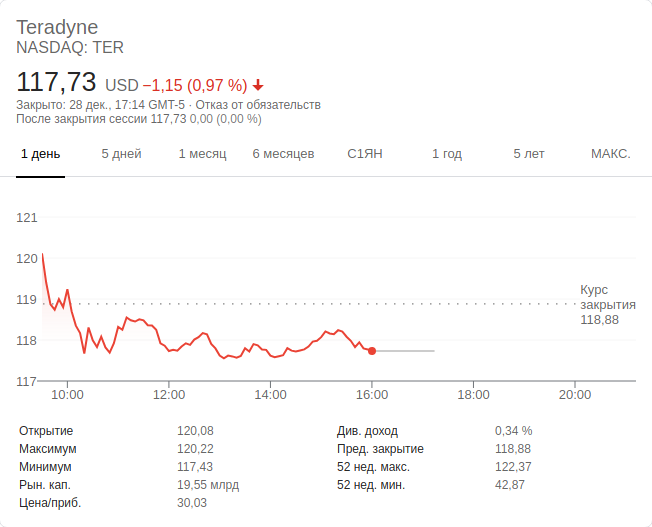 Teradyne
NASDAQ: TER
117,73 USD −1,15 (0,97 %)
Закрыто: 28 дек., 17:14 GMT-5 · Отказ от обязательств
После закрытия сессии 117,73 0,00 (0,00 %)
1 день 5 дней 1 месяц 6 месяцев С1ЯН 1 год 5 лет МАКС.
121
120
119
118
117
Курс
закрытия
118,88
10:00 12:00 14:00 16:00 18:00 20:00
Открытие 120,08 Див. доход 0,34 %
Максимум 120,22 Пред. закрытие 118,88
Минимум 117,43 52 нед. макс. 122,37
Рын. кап. 19,55 млрд 52 нед. мин. 42,87
Цена/приб. 30,03